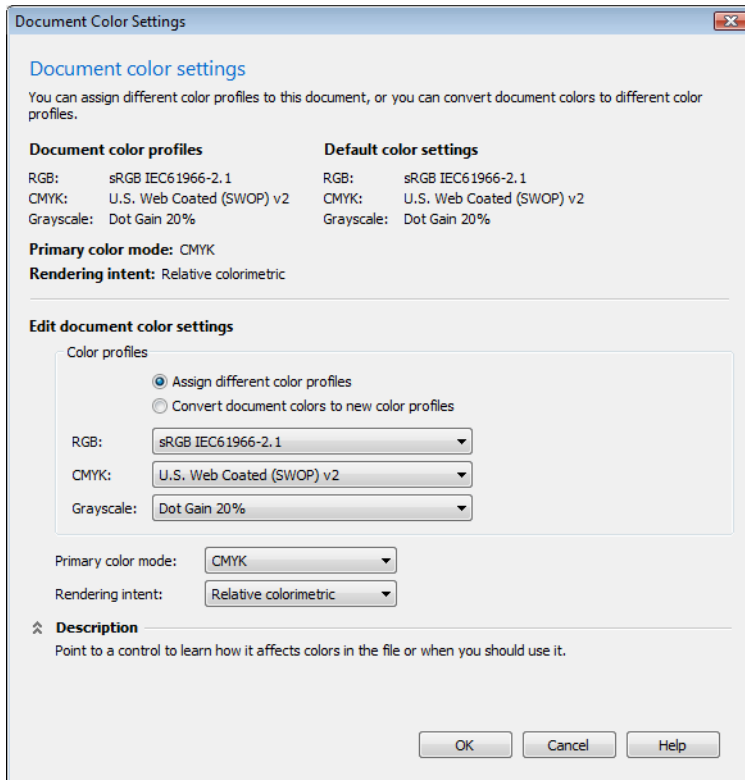 Document Color Settings
Document color settings
You can assign different color profiles to this document, or you can convert document colors to different color
profiles.
Document color profiles
RGB: sRGB IEC61966-2.1
CMYK: U.S. Web Coated (SWOP) v2
Grayscale: Dot Gain 20%
Default color settings
RGB: sRGB IEC61966-2.1
CMYK: U.S. Web Coated (SWOP) v2
Grayscale: Dot Gain 20%
Primary color mode: CMYK
Rendering intent: Relative colorimetric
Edit document color settings
Color profiles
Assign different color profiles
Convert document colors to new color profiles
RGB: sRGB IEC61966-2.1
CMYK: U.S. Web Coated (SWOP) v2
Grayscale: Dot Gain 20%
Primary color mode: CMYK
Rendering intent: Relative colorimetric
Description
Point to a control to learn how it affects colors in the file or when you should use it.
OK Cancel Help